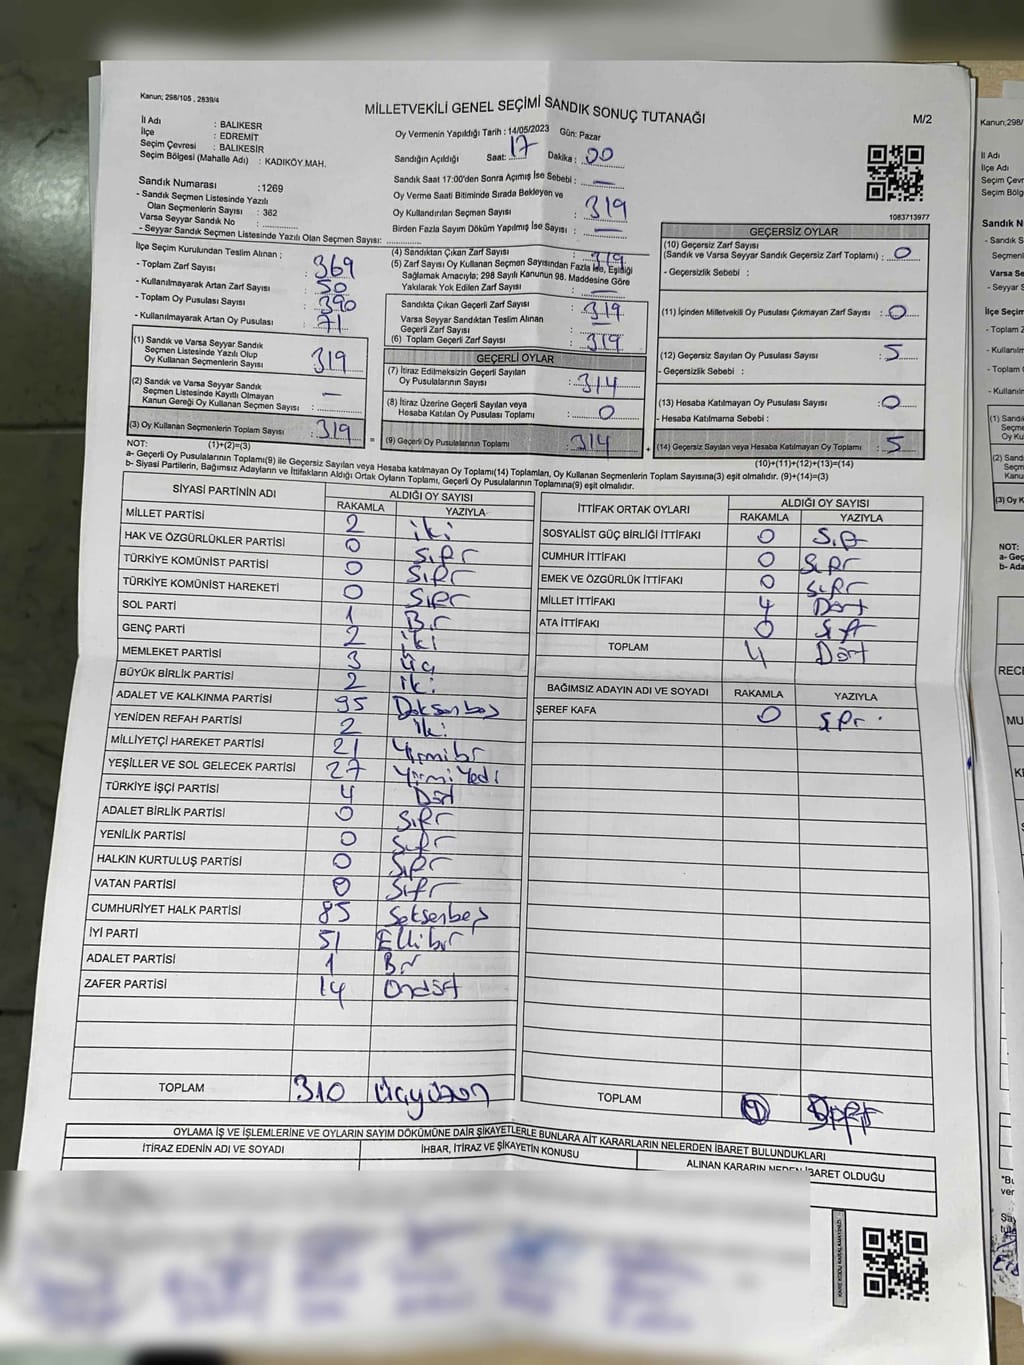 Kanun; 298/105 , 2839/4
MİLLETVEKİLİ GENEL SEÇİMİ SANDIK SONUÇ TUTANAĞI
M/2
İl Adı : BALIKESR
İlçe : EDREMİT
Seçim Çevresi : BALIKESİR
Seçim Bölgesi (Mahalle Adı) : KADIKÖY MAH.
Oy Vermenin Yapıldığı Tarih : 14/05/2023 Gün: Pazar
Sandığın Açıldığı Saat: 17 Dakika : 00
Sandık Saat 17:00'den Sonra Açımış İse Sebebi : —
Oy Verme Saati Bitiminde Sırada Bekleyen ve
Oy Kullandırılan Seçmen Sayısı : 319
Birden Fazla Sayım Döküm Yapılmış İse Sayısı : —
1083713977
Sandık Numarası : 1269
- Sandık Seçmen Listesinde Yazılı
Olan Seçmenlerin Sayısı : 362
Varsa Seyyar Sandık No :
- Seyyar Sandık Seçmen Listesinde Yazılı Olan Seçmen Sayısı:
İlçe Seçim Kurulundan Teslim Alınan ;
- Toplam Zarf Sayısı : 369
- Kullanılmayarak Artan Zarf Sayısı : 50
- Toplam Oy Pusulası Sayısı : 390
- Kullanılmayarak Artan Oy Pusulası : 71
(1) Sandık ve Varsa Seyyar Sandık
Seçmen Listesinde Yazılı Olup
Oy Kullanan Seçmenlerin Sayısı : 319
(2) Sandık ve Varsa Seyyar Sandık
Seçmen Listesinde Kayıtlı Olmayan
Kanun Gereği Oy Kullanan Seçmen Sayısı : —
(3) Oy Kullanan Seçmenlerin Toplam Sayısı : 319
(1)+(2)=(3)
(4) Sandıktan Çıkan Zarf Sayısı : 319
(5) Zarf Sayısı Oy Kullanan Seçmen Sayısından Fazla İse, Eşitliği
Sağlamak Amacıyla; 298 Sayılı Kanunun 98. Maddesine Göre
Yakılarak Yok Edilen Zarf Sayısı : —
Sandıkta Çıkan Geçerli Zarf Sayısı : 319
Varsa Seyyar Sandıktan Teslim Alınan
Geçerli Zarf Sayısı : —
(6) Toplam Geçerli Zarf Sayısı : 319
GEÇERLİ OYLAR
(7) İtiraz Edilmeksizin Geçerli Sayılan
Oy Pusulalarının Sayısı : 314
(8) İtiraz Üzerine Geçerli Sayılan veya
Hesaba Katılan Oy Pusulası Toplamı : 0
= (9) Geçerli Oy Pusulalarının Toplamı : 314 +
GEÇERSİZ OYLAR
(10) Geçersiz Zarf Sayısı
(Sandık ve Varsa Seyyar Sandık Geçersiz Zarf Toplamı) : 0
- Geçersizlik Sebebi :
(11) İçinden Milletvekili Oy Pusulası Çıkmayan Zarf Sayısı : 0
(12) Geçersiz Sayılan Oy Pusulası Sayısı : 5
- Geçersizlik Sebebi :
(13) Hesaba Katılmayan Oy Pusulası Sayısı : 0
- Hesaba Katılmama Sebebi :
(14) Geçersiz Sayılan veya Hesaba Katılmayan Oy Toplamı : 5
(10)+(11)+(12)+(13)=(14)
NOT:
a- Geçerli Oy Pusulalarının Toplamı(9) ile Geçersiz Sayılan veya Hesaba katılmayan Oy Toplamı(14) Toplamları, Oy Kullanan Seçmenlerin Toplam Sayısına(3) eşit olmalıdır. (9)+(14)=(3)
b- Siyasi Partilerin, Bağımsız Adayların ve İttifakların Aldığı Ortak Oyların Toplamı, Geçerli Oy Pusulalarının Toplamına(9) eşit olmalıdır.
SİYASİ PARTİNİN ADI ALDIĞI OY SAYISI
RAKAMLA YAZIYLA
MİLLET PARTİSİ 2 iki
HAK VE ÖZGÜRLÜKLER PARTİSİ 0 Sıfır
TÜRKİYE KOMÜNİST PARTİSİ 0 Sıfır
TÜRKİYE KOMÜNİST HAREKETİ 0 Sıfır
SOL PARTİ 1 Bir
GENÇ PARTİ 2 iki
MEMLEKET PARTİSİ 3 Üç
BÜYÜK BİRLİK PARTİSİ 2 iki
ADALET VE KALKINMA PARTİSİ 95 Doksanbeş
YENİDEN REFAH PARTİSİ 2 iki
MİLLİYETÇİ HAREKET PARTİSİ 21 Yirmibir
YEŞİLLER VE SOL GELECEK PARTİSİ 27 Yirmi Yedi
TÜRKİYE İŞÇİ PARTİSİ 4 Dört
ADALET BİRLİK PARTİSİ 0 Sıfır
YENİLİK PARTİSİ 0 Sıfır
HALKIN KURTULUŞ PARTİSİ 0 Sıfır
VATAN PARTİSİ 0 Sıfır
CUMHURİYET HALK PARTİSİ 85 Seksenbeş
İYİ PARTİ 51 Ellibir
ADALET PARTİSİ 1 Bir
ZAFER PARTİSİ 14 Ondört
TOPLAM 310 Üçyüzon
İTTİFAK ORTAK OYLARI ALDIĞI OY SAYISI
RAKAMLA YAZIYLA
SOSYALİST GÜÇ BİRLİĞİ İTTİFAKI 0 Sıfır
CUMHUR İTTİFAKI 0 Sıfır
EMEK VE ÖZGÜRLÜK İTTİFAKI 0 Sıfır
MİLLET İTTİFAKI 4 Dört
ATA İTTİFAKI 0 Sıfır
TOPLAM 4 Dört
BAĞIMSIZ ADAYIN ADI VE SOYADI RAKAMLA YAZIYLA
ŞEREF KAFA 0 Sıfır
TOPLAM
OYLAMA İŞ VE İŞLEMLERİNE VE OYLARIN SAYIM DÖKÜMÜNE DAİR ŞİKAYETLERLE BUNLARA AİT KARARLARIN NELERDEN İBARET BULUNDUKLARI
İTİRAZ EDENİN ADI VE SOYADI İHBAR, İTİRAZ VE ŞİKAYETİN KONUSU ALINAN KARARIN NEDEN İBARET OLDUĞU